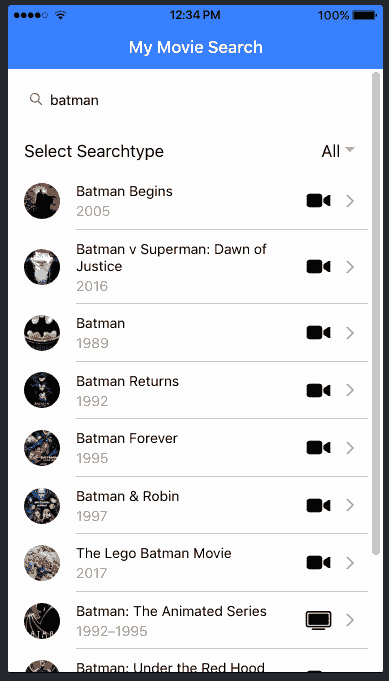 12:34 PM
100%
My Movie Search
batman
Select Searchtype
All
Batman Begins
2005
Batman v Superman: Dawn of
Justice
2016
Batman
1989
Batman Returns
1992
Batman Forever
1995
Batman & Robin
1997
The Lego Batman Movie
2017
Batman: The Animated Series
1992–1995
Batman: Under the Red Hood